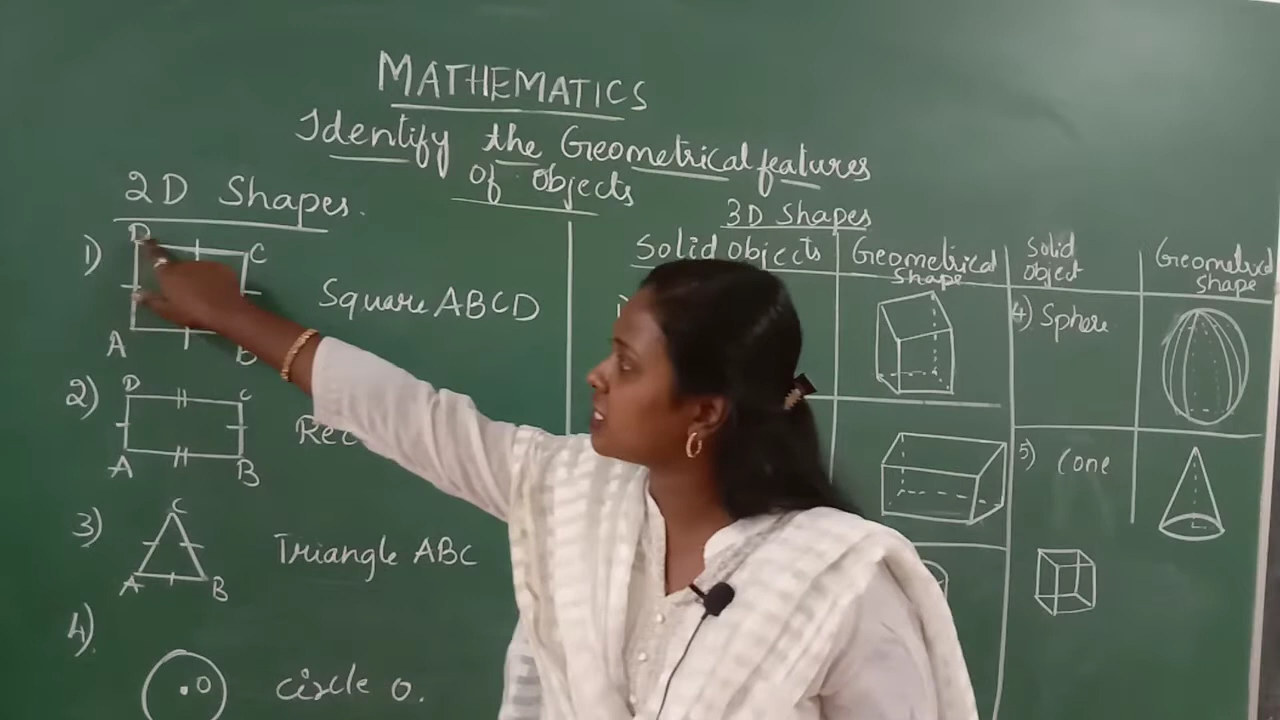 MATHEMATICS
Identify the Geometrical features
of objects
2D Shapes.
1)
D C
A B
Square ABCD
2)
D C
A B
Rec
3)
C
A B
Triangle ABC
4)
O
circle O.
3D Shapes
Solid Objects
Geometrical
shape
Solid
object
Geometrical
shape
4) Sphere
5) Cone